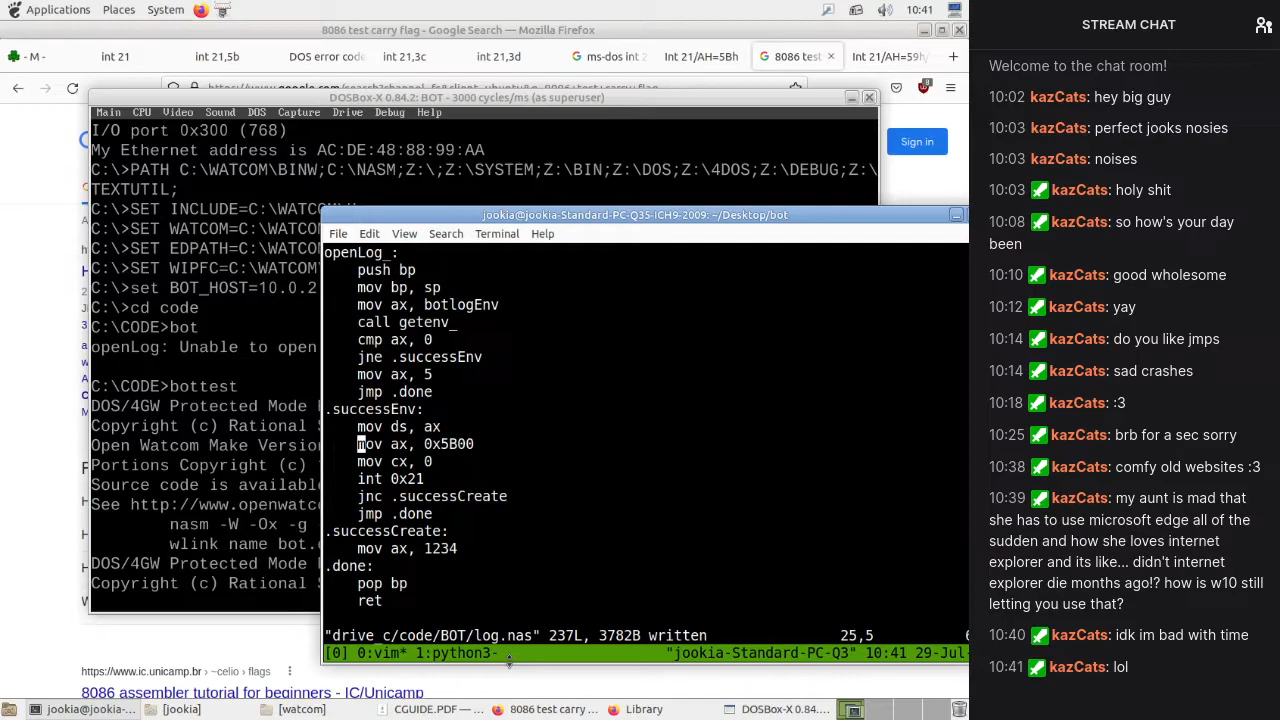 Applications Places System 10:41
8086 test carry flag - Google Search — Mozilla Firefox
- M - int 21 int 21,5b DOS error code int 21,3c int 21,3d ms-dos int Int 21/AH=5Bh 8086 test Int 21/AH=59h
Sign in
DOSBox-X 0.84.2: BOT - 3000 cycles/ms (as superuser)
Main CPU Video Sound DOS Capture Drive Debug Help
I/O port 0x300 (768)
My Ethernet address is AC:DE:48:88:99:AA
C:\>PATH C:\WATCOM\BINW;C:\NASM;Z:\;Z:\SYSTEM;Z:\BIN;Z:\DOS;Z:\4DOS;Z:\DEBUG;Z:\
TEXTUTIL;
C:\>SET INCLUDE=C:\WATCOM\
C:\>SET WATCOM=C:\WATCOM
C:\>SET EDPATH=C:\WATCOM
C:\>SET WIPFC=C:\WATCOM
C:\>set BOT_HOST=10.0.2
C:\>cd code
C:\CODE>bot
openLog: Unable to open
C:\CODE>bottest
DOS/4GW Protected Mode
Copyright (c) Rational
Open Watcom Make Version
Portions Copyright (c)
Source code is available
See http://www.openwatco
nasm -W -Ox -g
wlink name bot.
DOS/4GW Protected Mode
Copyright (c) Rational
jookia@jookia-Standard-PC-Q35-ICH9-2009: ~/Desktop/bot
File Edit View Search Terminal Help
openLog_:
push bp
mov bp, sp
mov ax, botlogEnv
call getenv_
cmp ax, 0
jne .successEnv
mov ax, 5
jmp .done
.successEnv:
mov ds, ax
mov ax, 0x5B00
mov cx, 0
int 0x21
jnc .successCreate
jmp .done
.successCreate:
mov ax, 1234
.done:
pop bp
ret
"drive_c/code/BOT/log.nas" 237L, 3782B written 25,5 6
[0] 0:vim* 1:python3- "jookia-Standard-PC-Q3" 10:41 29-Jul-
https://www.ic.unicamp.br › ~celio › flags
8086 assembler tutorial for beginners - IC/Unicamp
jookia@jookia-... [jookia] [watcom] CGUIDE.PDF — ... 8086 test carry ... Library DOSBox-X 0.84....
STREAM CHAT
Welcome to the chat room!
10:02 kazCats: hey big guy
10:03 kazCats: perfect jooks nosies
10:03 kazCats: noises
10:03 kazCats: holy shit
10:08 kazCats: so how's your day
been
10:10 kazCats: good wholesome
10:12 kazCats: yay
10:14 kazCats: do you like jmps
10:14 kazCats: sad crashes
10:18 kazCats: :3
10:25 kazCats: brb for a sec sorry
10:38 kazCats: comfy old websites :3
10:39 kazCats: my aunt is mad that
she has to use microsoft edge all of the
sudden and how she loves internet
explorer and its like... didn't internet
explorer die months ago!? how is w10 still
letting you use that?
10:40 kazCats: idk im bad with time
10:41 kazCats: lol